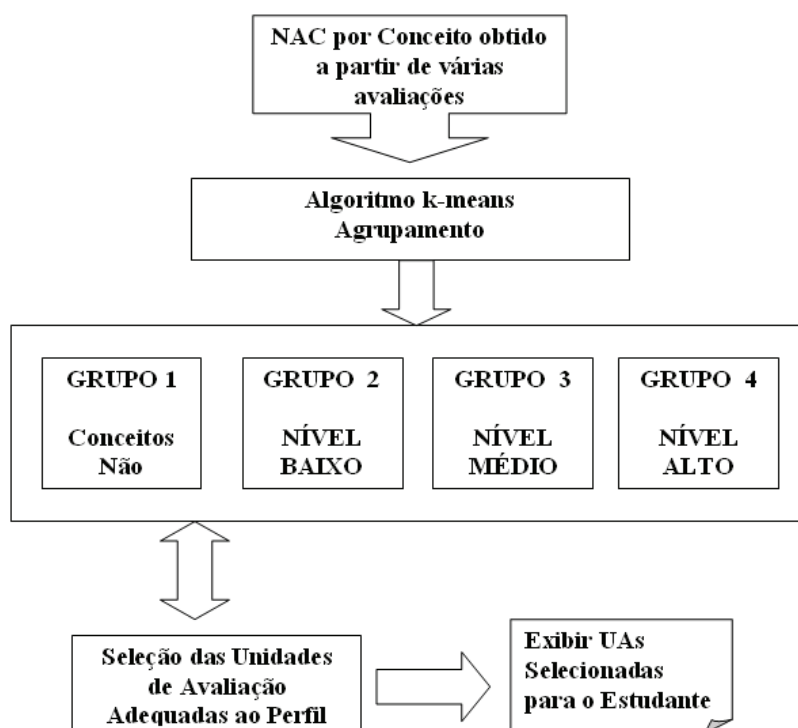 NAC por Conceito obtido
a partir de várias
avaliações
Algoritmo k-means
Agrupamento
GRUPO 1
Conceitos
Não
GRUPO 2
NÍVEL
BAIXO
GRUPO 3
NÍVEL
MÉDIO
GRUPO 4
NÍVEL
ALTO
Seleção das Unidades
de Avaliação
Adequadas ao Perfil
Exibir UAs
Selecionadas
para o Estudante